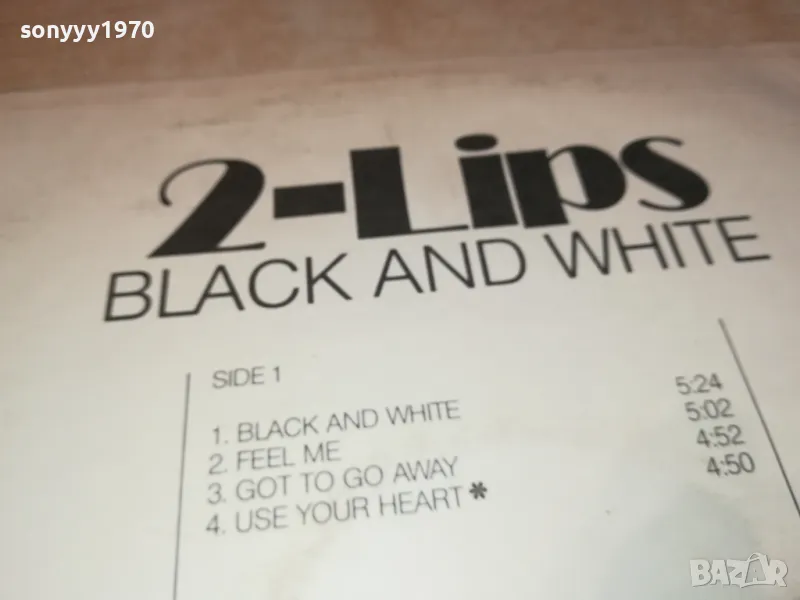 sonyyy1970
2-Lips
BLACK AND WHITE
SIDE 1
1. BLACK AND WHITE 5:24
2. FEEL ME 5:02
3. GOT TO GO AWAY 4:52
4. USE YOUR HEART * 4:50
BAZAR